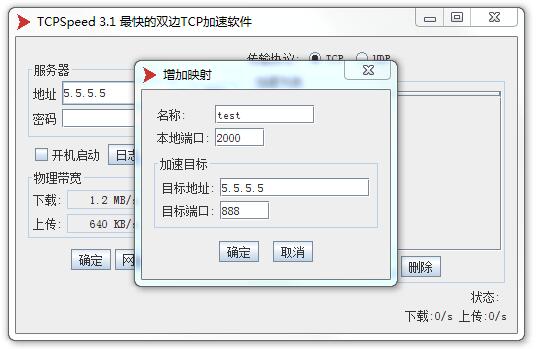 TCPSpeed 3.1 最快的双边TCP加速软件
传输协议: TCP UDP
服务器
地址 5.5.5.5
密码
开机启动 日志
物理带宽
下载: 1.2 MB/s
上传: 640 KB/s
确定
增加映射
名称: test
本地端口: 2000
加速目标
目标地址: 5.5.5.5
目标端口: 888
确定 取消
删除
状态:
下载:0/s 上传:0/s